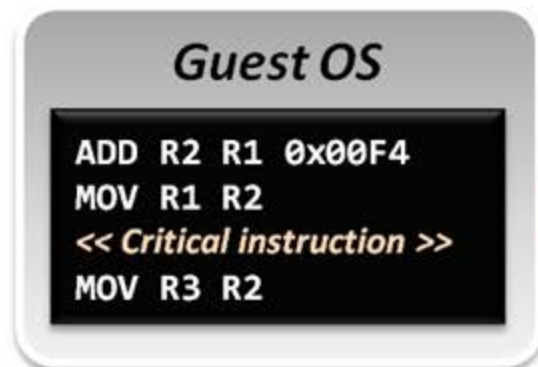 Guest OS
ADD R2 R1 0x00F4
MOV R1 R2
<< Critical instruction >>
MOV R3 R2